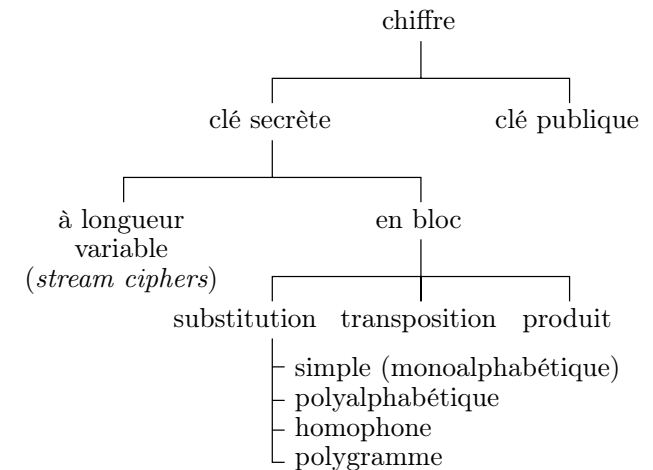 chiffre
clé secrète
clé publique
à longueur
variable
(stream ciphers)
en bloc
substitution
transposition
produit
simple (monoalphabétique)
polyalphabétique
homophone
polygramme